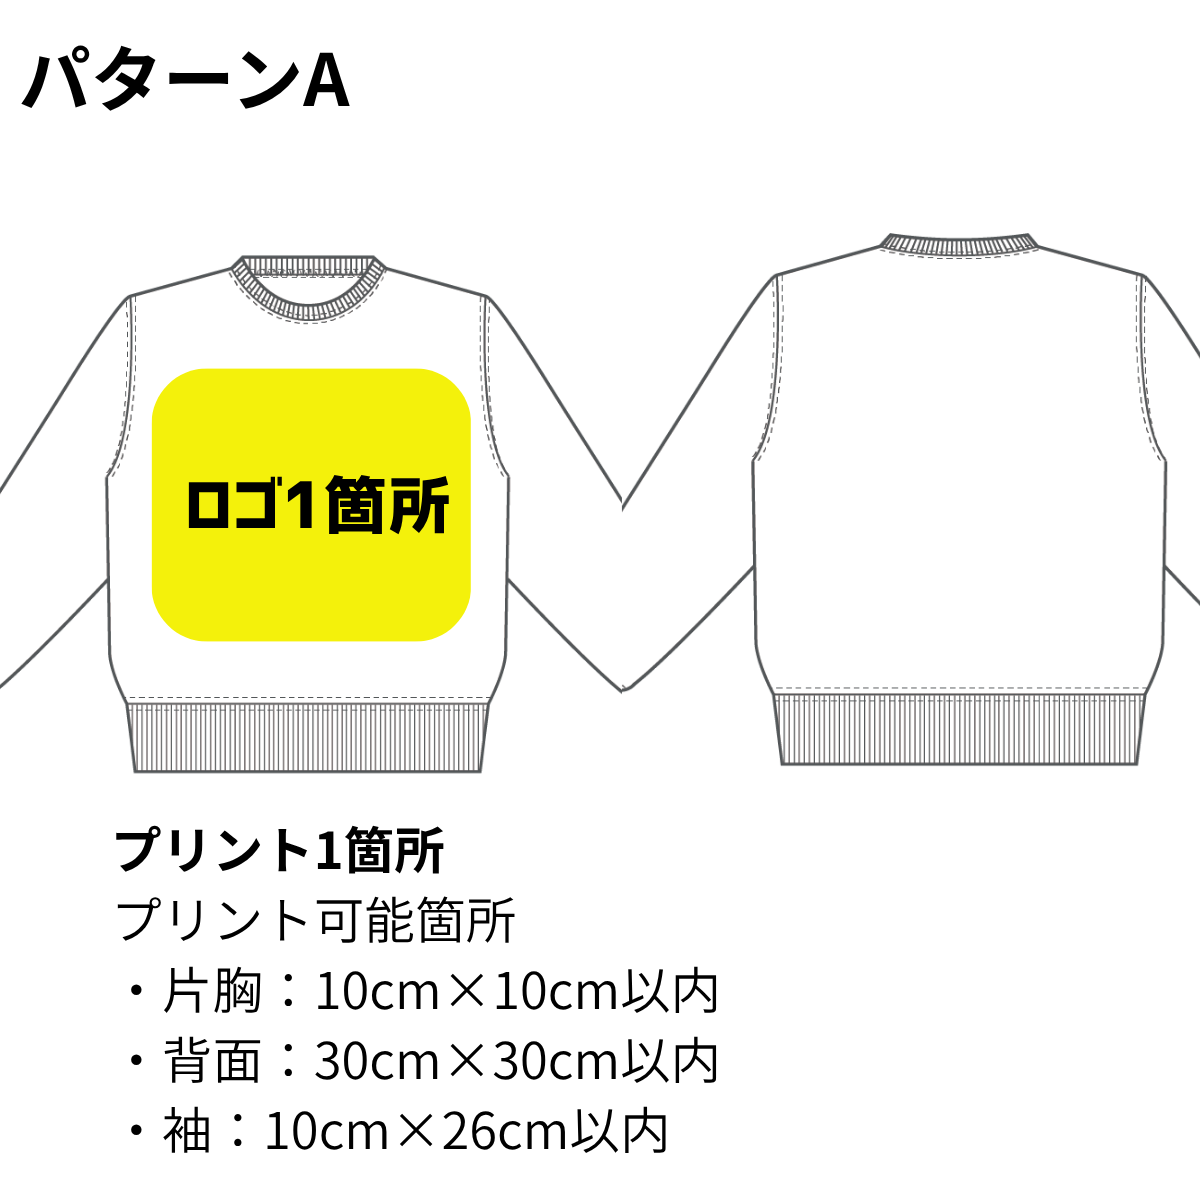 パターンA
ロゴ1箇所
プリント1箇所
プリント可能箇所
・片胸：10cm×10cm以内
・背面：30cm×30cm以内
・袖：10cm×26cm以内